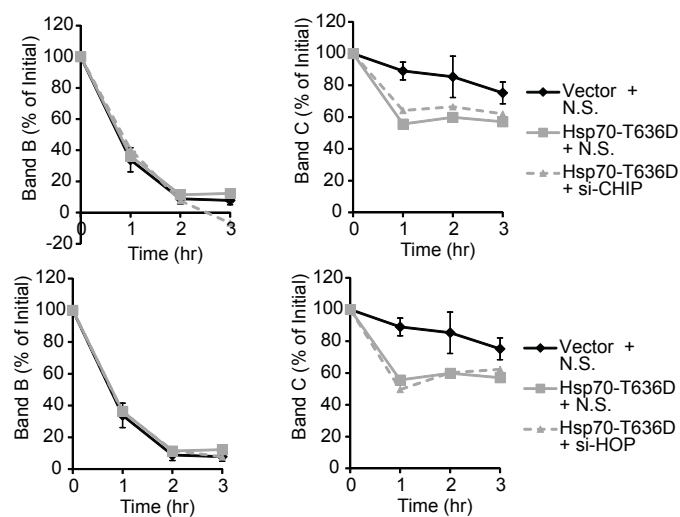 Band B (% of Initial)
120
100
80
60
40
20
0
-20
0
1
2
3
Time (hr)
Band C (% of Initial)
120
100
80
60
40
20
0
0
1
2
3
Time (hr)
Vector +
N.S.
Hsp70-T636D
+ N.S.
Hsp70-T636D
+ si-CHIP
Band B (% of Initial)
120
100
80
60
40
20
0
0
1
2
3
Time (hr)
Band C (% of Initial)
120
100
80
60
40
20
0
0
1
2
3
Time (hr)
Vector +
N.S.
Hsp70-T636D
+ N.S.
Hsp70-T636D
+ si-HOP